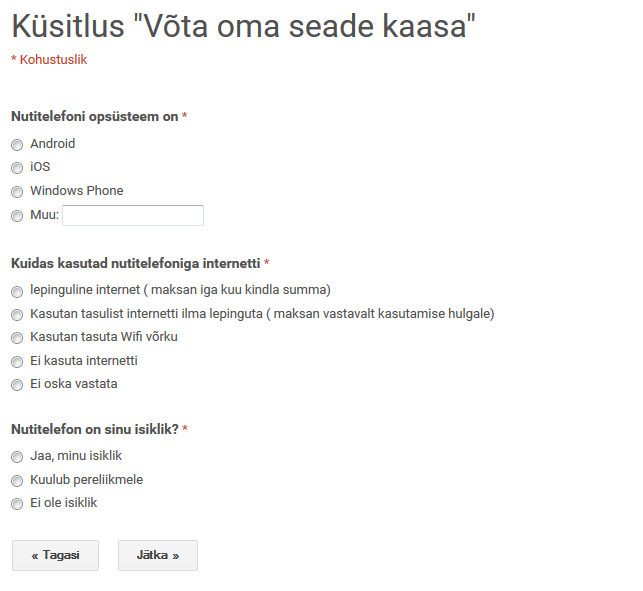 Küsitlus "Võta oma seade kaasa"
* Kohustuslik
Nutitelefoni opsüsteem on *
Android
iOS
Windows Phone
Muu:
Kuidas kasutad nutitelefoniga internetti *
lepinguline internet ( maksan iga kuu kindla summa)
Kasutan tasulist internetti ilma lepinguta ( maksan vastavalt kasutamise hulgale)
Kasutan tasuta Wifi võrku
Ei kasuta internetti
Ei oska vastata
Nutitelefon on sinu isiklik? *
Jaa, minu isiklik
Kuulub pereliikmele
Ei ole isiklik
« Tagasi Jätka »